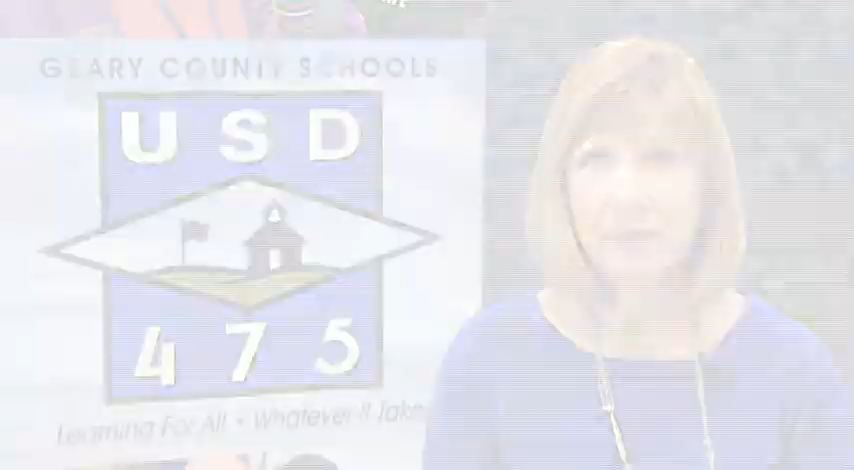 GEARY COUNTY SCHOOLS
USD
475
Learning For All • Whatever It Takes